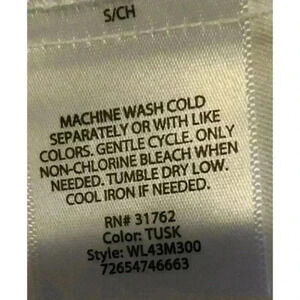 S/CH
MACHINE WASH COLD
SEPARATELY OR WITH LIKE
COLORS. GENTLE CYCLE. ONLY
NON-CHLORINE BLEACH WHEN
NEEDED. TUMBLE DRY LOW.
COOL IRON IF NEEDED.
RN# 31762
Color: TUSK
Style: WL43M300
72654746663